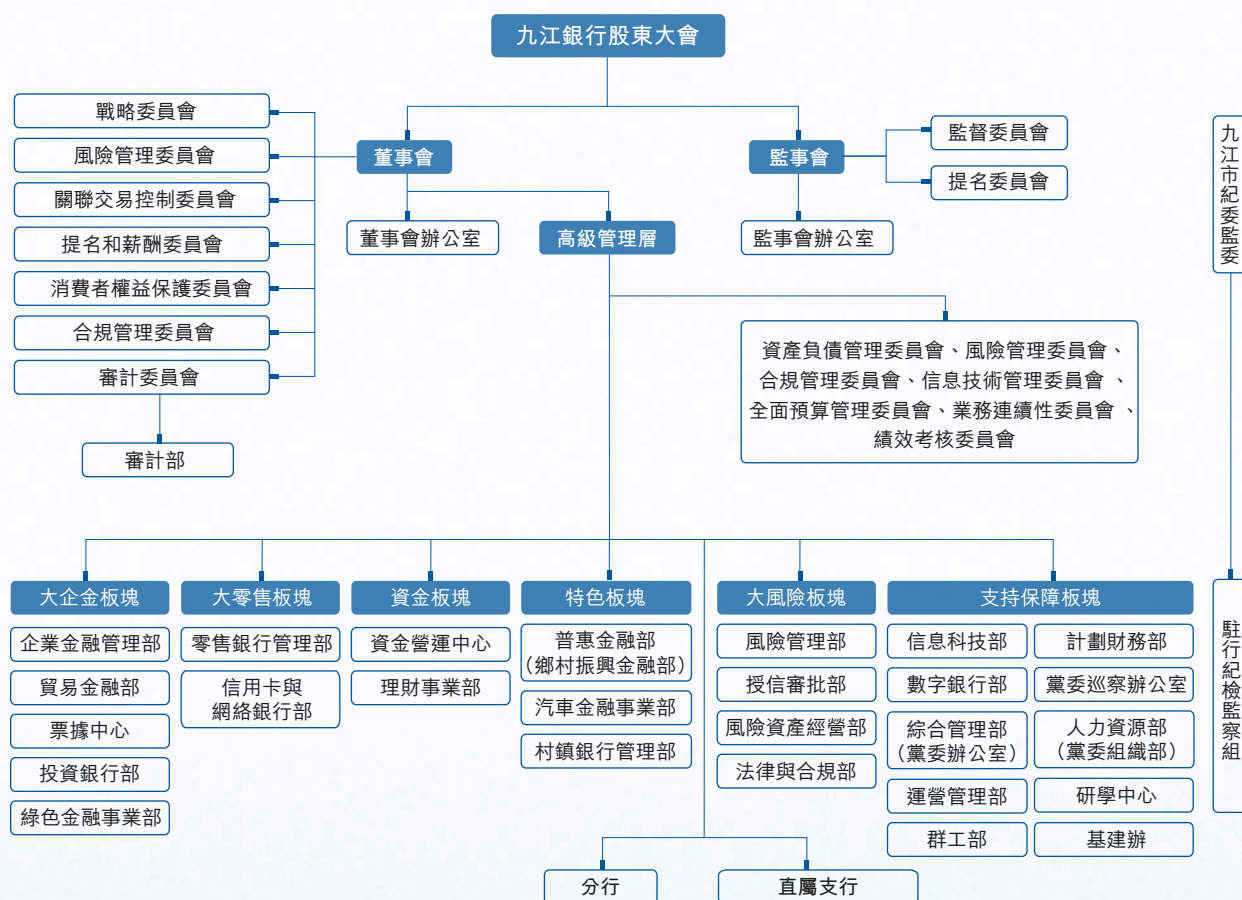 九江銀行股東大會
戰略委員會
風險管理委員會
關聯交易控制委員會
提名和薪酬委員會
消費者權益保護委員會
合規管理委員會
審計委員會
審計部
董事會
監事會
監督委員會
提名委員會
董事會辦公室
高級管理層
監事會辦公室
資產負債管理委員會、風險管理委員會、
合規管理委員會、信息技術管理委員會 、
全面預算管理委員會、業務連續性委員會 、
績效考核委員會
九江市紀委監委
駐行紀檢監察組
大企金板塊
企業金融管理部
貿易金融部
票據中心
投資銀行部
綠色金融事業部
大零售板塊
零售銀行管理部
信用卡與
網絡銀行部
資金板塊
資金營運中心
理財事業部
特色板塊
普惠金融部
（鄉村振興金融部）
汽車金融事業部
村鎮銀行管理部
大風險板塊
風險管理部
授信審批部
風險資產經營部
法律與合規部
支持保障板塊
信息科技部
數字銀行部
綜合管理部
（黨委辦公室）
運營管理部
群工部
計劃財務部
黨委巡察辦公室
人力資源部
（黨委組織部）
研學中心
基建辦
分行
直屬支行